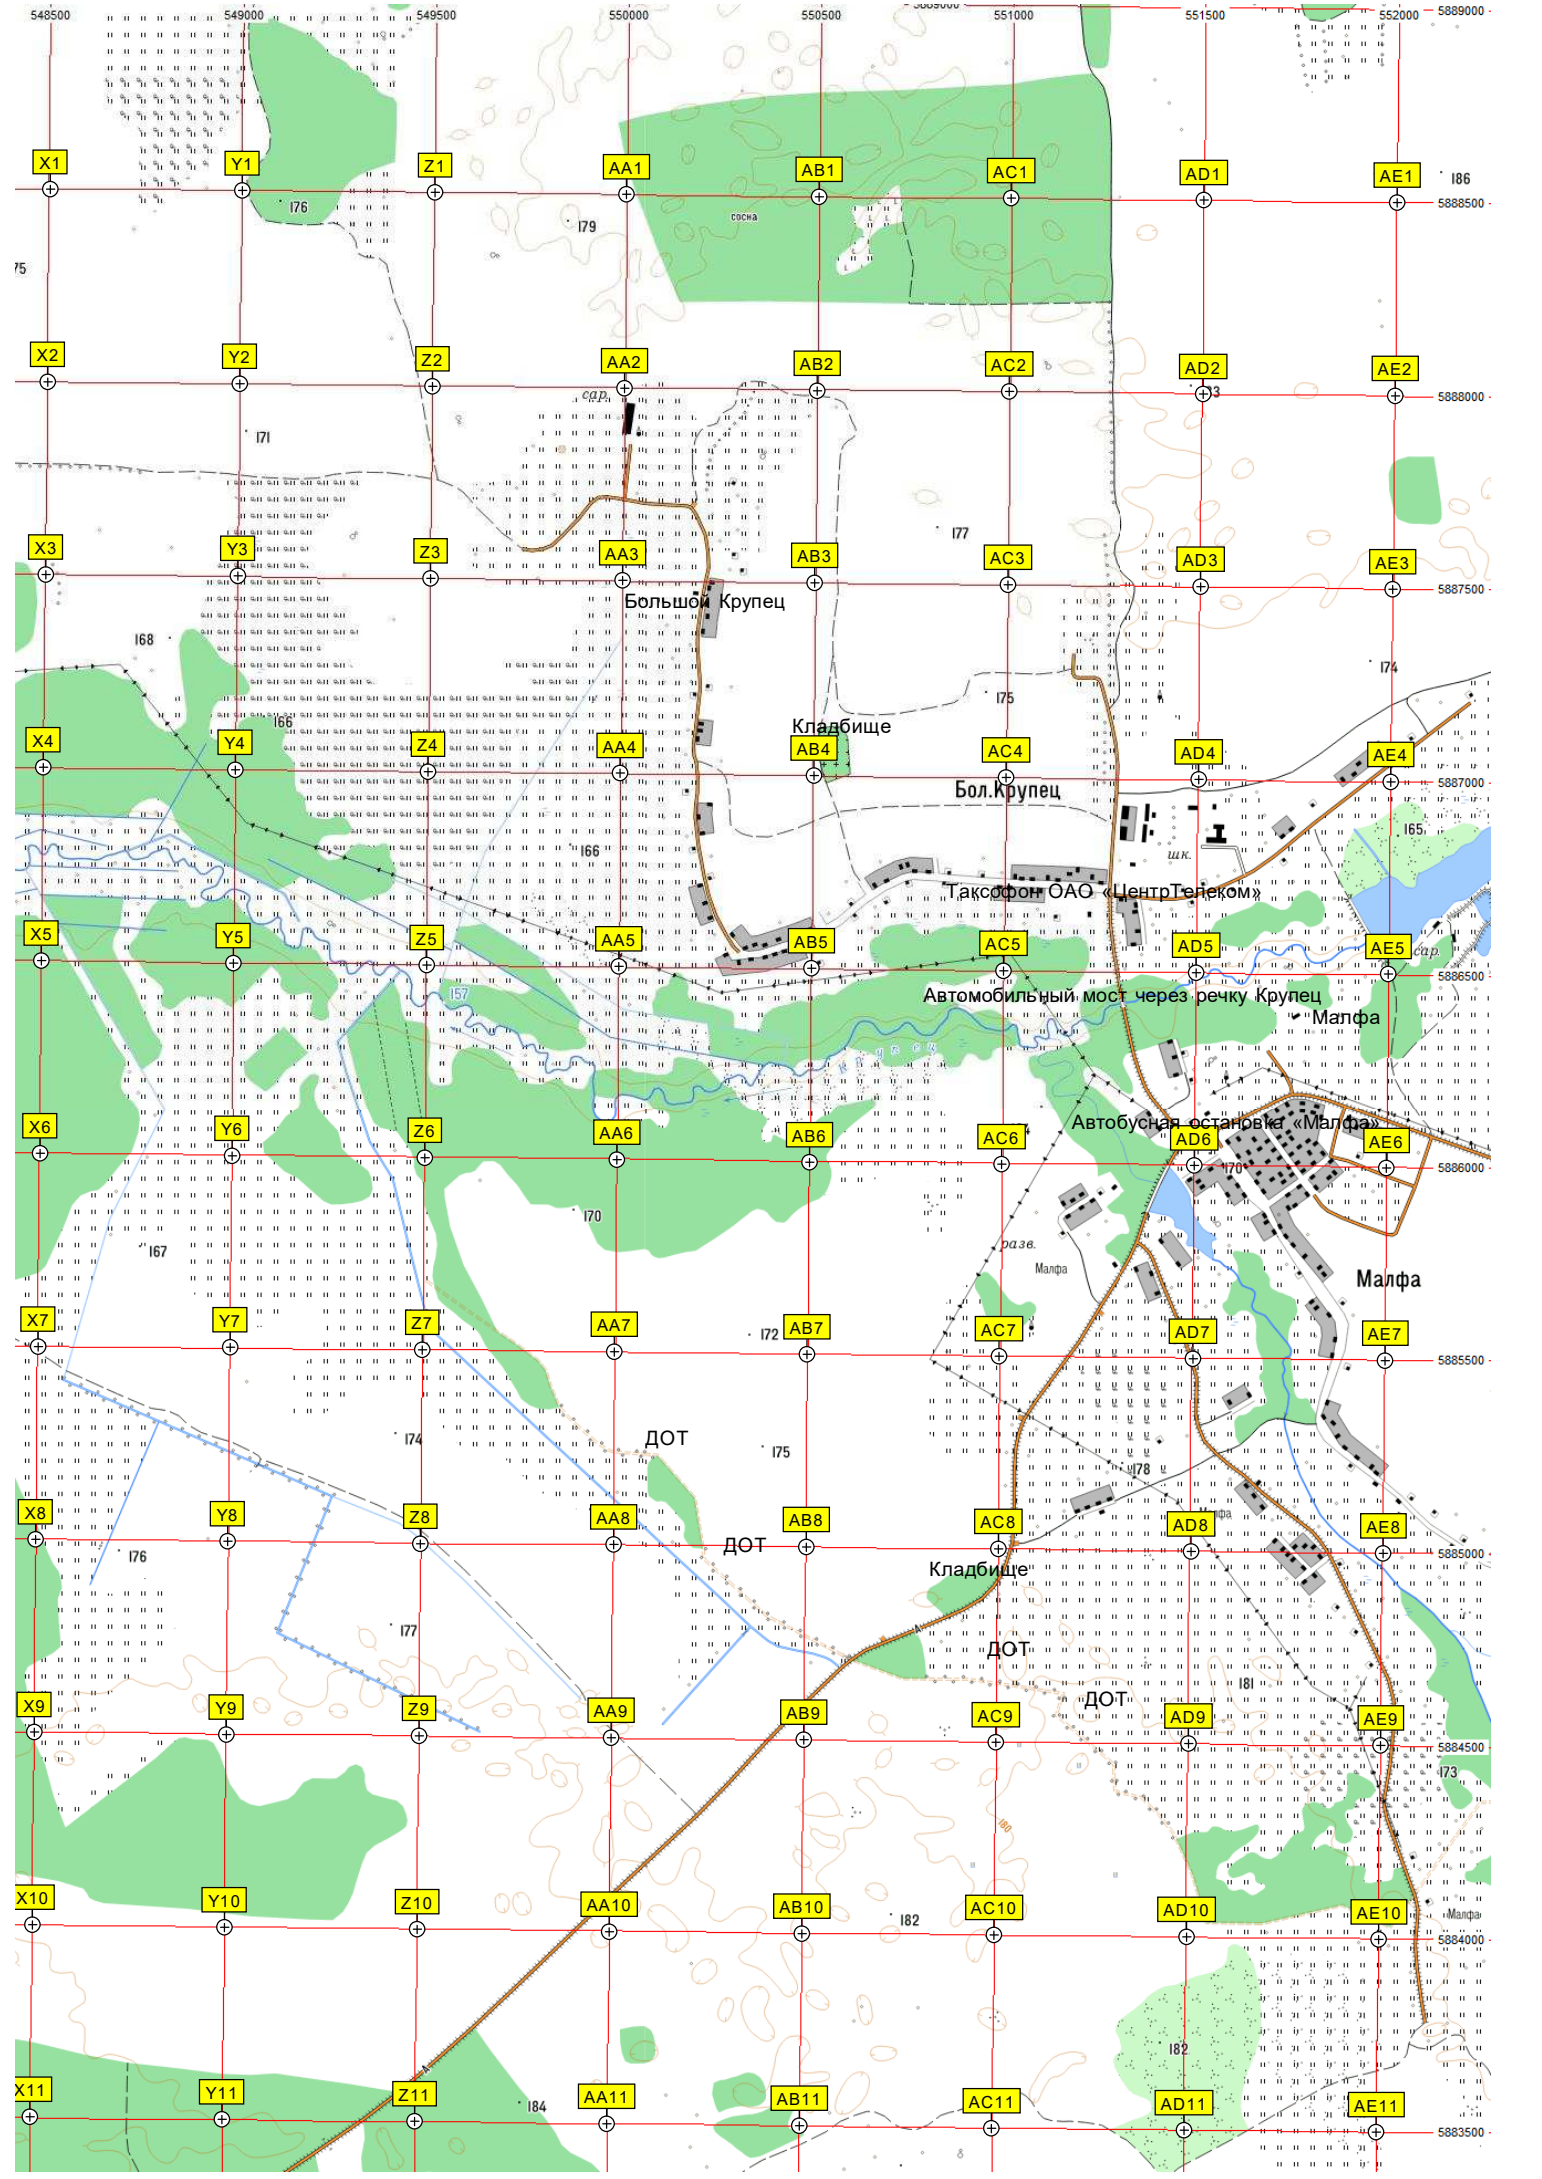 548500 549000 549500 550000 550500 5889000 551000 551500 552000 5889000
X1 Y1 Z1 AA1 AB1 AC1 AD1 AE1
186
176
сосна
5888500
179
75
X2 Y2 Z2 AA2 AB2 AC2 AD2 AE2
сар.
5888000
171
177
X3 Y3 Z3 AA3 AB3 AC3 AD3 AE3
5887500
Большой Крупец
168
174
175
166
Кладбище
X4 Y4 Z4 AA4 AB4 AC4 AD4 AE4
5887000
Бол.Крупец
165
166
шк.
Таксофон ОАО «ЦентрТелеком»
X5 Y5 Z5 AA5 AB5 AC5 AD5 AE5
сар.
5886500
157
Автомобильный мост через речку Крупец
Малфа
Крупец
Автобусная остановка «Малфа»
X6 Y6 Z6 AA6 AB6 AC6 AD6 AE6
170
5886000
170
167
разв.
Малфа
Малфа
X7 Y7 Z7 AA7 AB7 AC7 AD7 AE7
172
5885500
174
ДОТ
175
178
X8 Y8 Z8 AA8 AB8 AC8 AD8 AE8
ДОТ
176
5885000
Кладбище
177
ДОТ
181
ДОТ
X9 Y9 Z9 AA9 AB9 AC9 AD9 AE9
5884500
173
180
X10 Y10 Z10 AA10 AB10 AC10 AD10 AE10
182
Малфа
5884000
182
X11 Y11 Z11 AA11 AB11 AC11 AD11 AE11
184
5883500